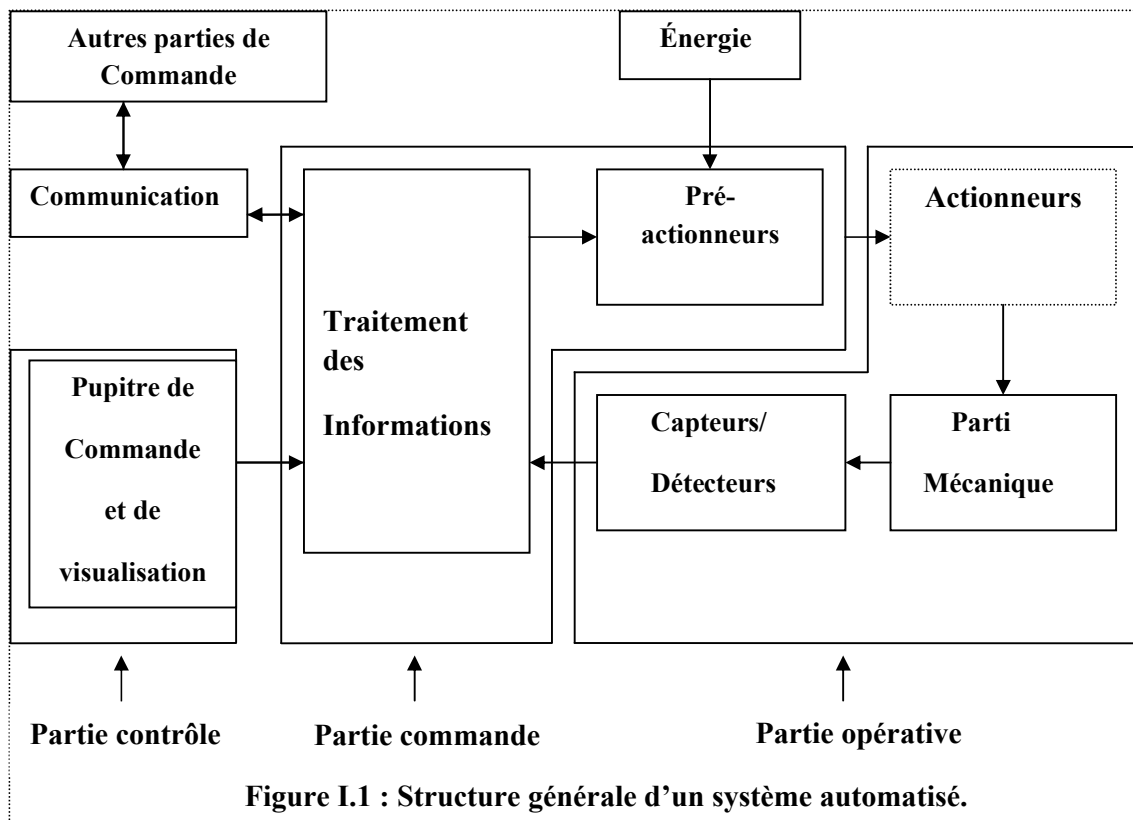 Autres parties de
Commande
Énergie
Communication
Pré-
actionneurs
Actionneurs
Traitement
des
Informations
Pupitre de
Commande
et de
visualisation
Capteurs/
Détecteurs
Parti
Mécanique
Partie contrôle
Partie commande
Partie opérative
Figure I.1 : Structure générale d’un système automatisé.